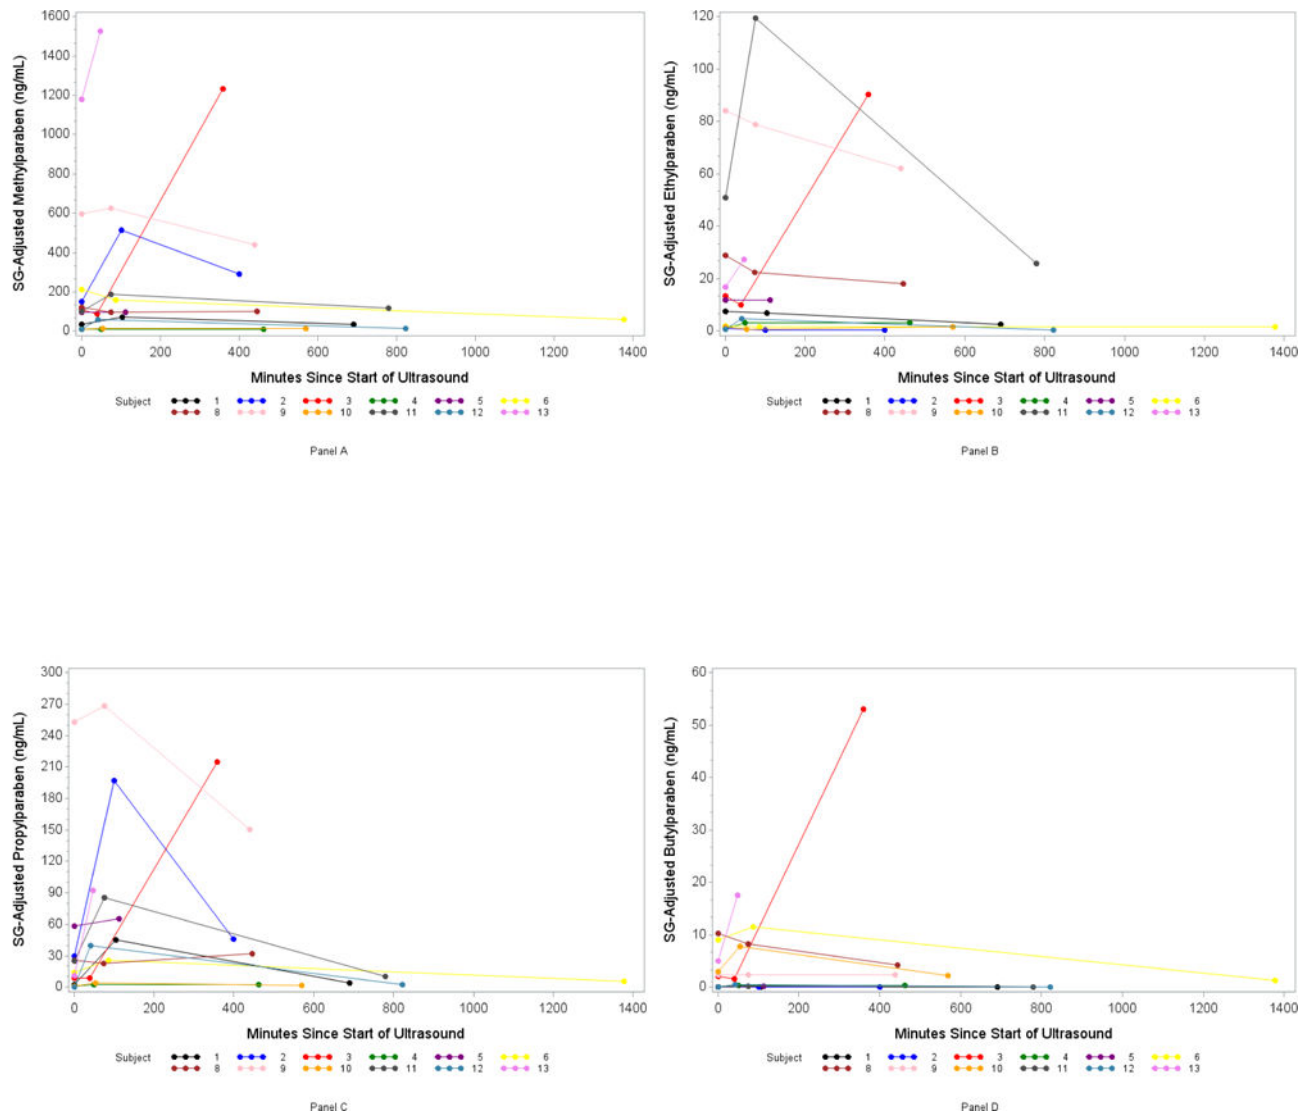 SG-Adjusted Methylparaben (ng/mL)
1600
1400
1200
1000
800
600
400
200
0
0 200 400 600 800 1000 1200 1400
Minutes Since Start of Ultrasound
Subject 1 2 3 4 5 6
8 9 10 11 12 13
Panel A
SG-Adjusted Ethylparaben (ng/mL)
120
100
80
60
40
20
0
0 200 400 600 800 1000 1200 1400
Minutes Since Start of Ultrasound
Subject 1 2 3 4 5 6
8 9 10 11 12 13
Panel B
SG-Adjusted Propylparaben (ng/mL)
300
270
240
210
180
150
120
90
60
30
0
0 200 400 600 800 1000 1200 1400
Minutes Since Start of Ultrasound
Subject 1 2 3 4 5 6
8 9 10 11 12 13
Panel C
SG-Adjusted Butylparaben (ng/mL)
60
50
40
30
20
10
0
0 200 400 600 800 1000 1200 1400
Minutes Since Start of Ultrasound
Subject 1 2 3 4 5 6
8 9 10 11 12 13
Panel D